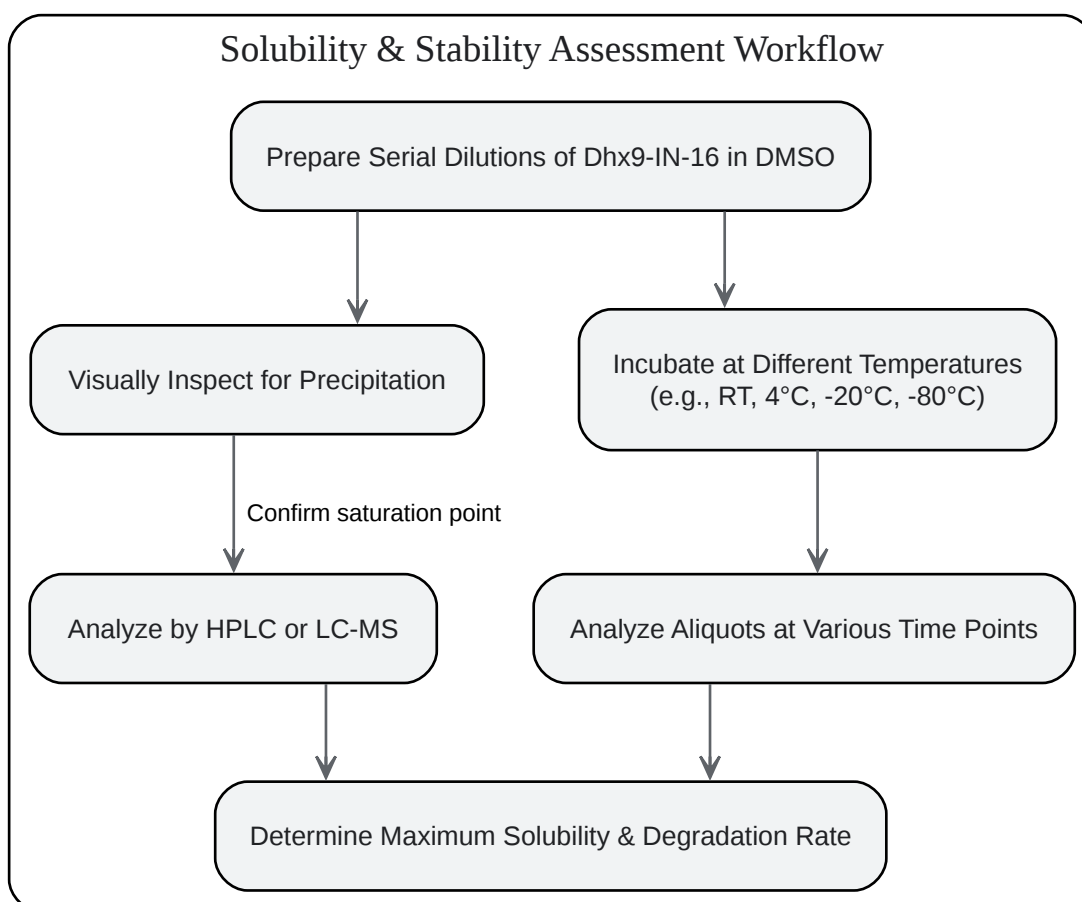 Solubility & Stability Assessment Workflow
Prepare Serial Dilutions of Dhx9-IN-16 in DMSO
Visually Inspect for Precipitation
Incubate at Different Temperatures
(e.g., RT, 4°C, -20°C, -80°C)
Confirm saturation point
Analyze by HPLC or LC-MS
Analyze Aliquots at Various Time Points
Determine Maximum Solubility & Degradation Rate